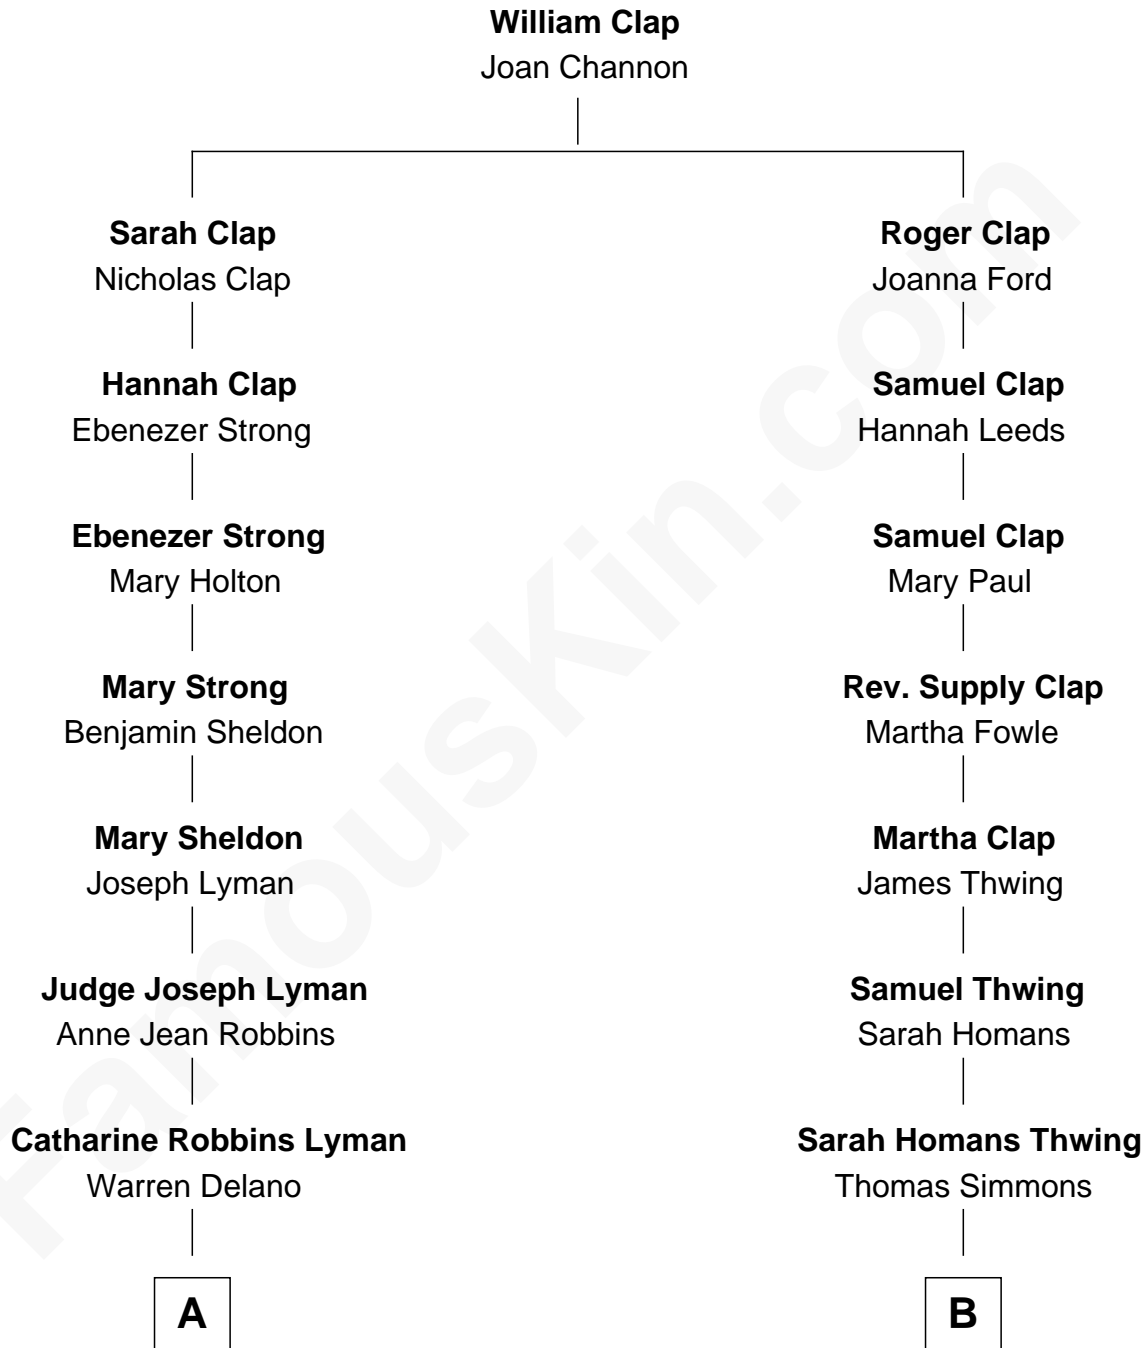 William Clap
Joan Channon
Sarah Clap
Nicholas Clap
Roger Clap
Joanna Ford
Hannah Clap
Ebenezer Strong
Samuel Clap
Hannah Leeds
Ebenezer Strong
Mary Holton
Samuel Clap
Mary Paul
Mary Strong
Benjamin Sheldon
Rev. Supply Clap
Martha Fowle
Mary Sheldon
Joseph Lyman
Martha Clap
James Thwing
Judge Joseph Lyman
Anne Jean Robbins
Samuel Thwing
Sarah Homans
Catharine Robbins Lyman
Warren Delano
Sarah Homans Thwing
Thomas Simmons
A
B
FamousKin.com